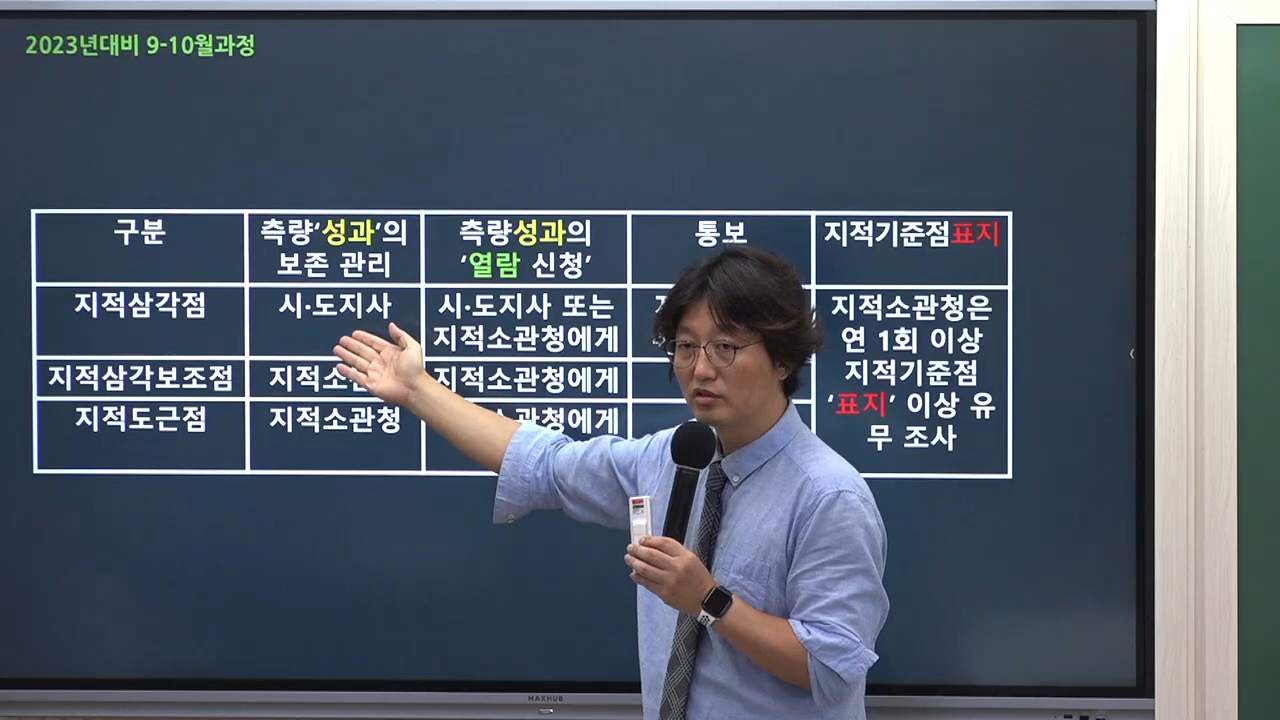 2023년대비 9-10월과정
구분
측량‘성과’의
보존 관리
측량성과의
‘열람 신청’
통보
지적기준점표지
지적삼각점
시·도지사
시·도지사 또는
지적소관청에게
지적소관청은
연 1회 이상
지적기준점
‘표지’ 이상 유
무 조사
지적삼각보조점
지적소관청에게
지적도근점
지적소관청
소관청에게
MAXHUB